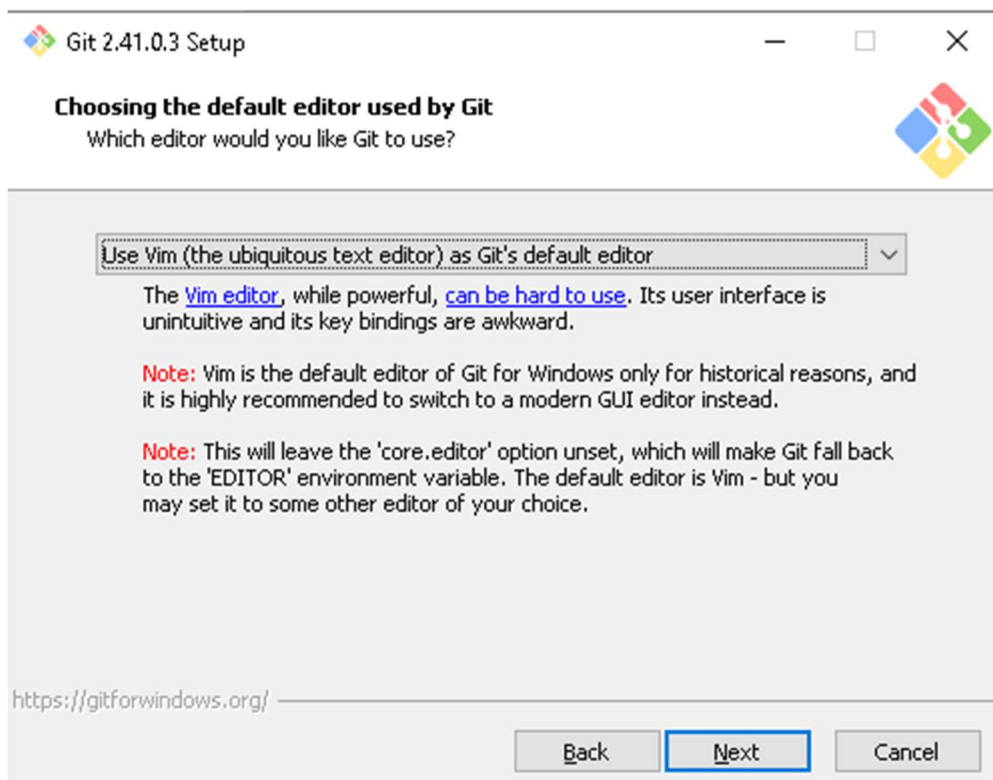 Git 2.41.0.3 Setup
Choosing the default editor used by Git
Which editor would you like Git to use?
Use Vim (the ubiquitous text editor) as Git's default editor
The Vim editor, while powerful, can be hard to use. Its user interface is
unintuitive and its key bindings are awkward.
Note: Vim is the default editor of Git for Windows only for historical reasons, and
it is highly recommended to switch to a modern GUI editor instead.
Note: This will leave the 'core.editor' option unset, which will make Git fall back
to the 'EDITOR' environment variable. The default editor is Vim - but you
may set it to some other editor of your choice.
https://gitforwindows.org/
Back
Next
Cancel